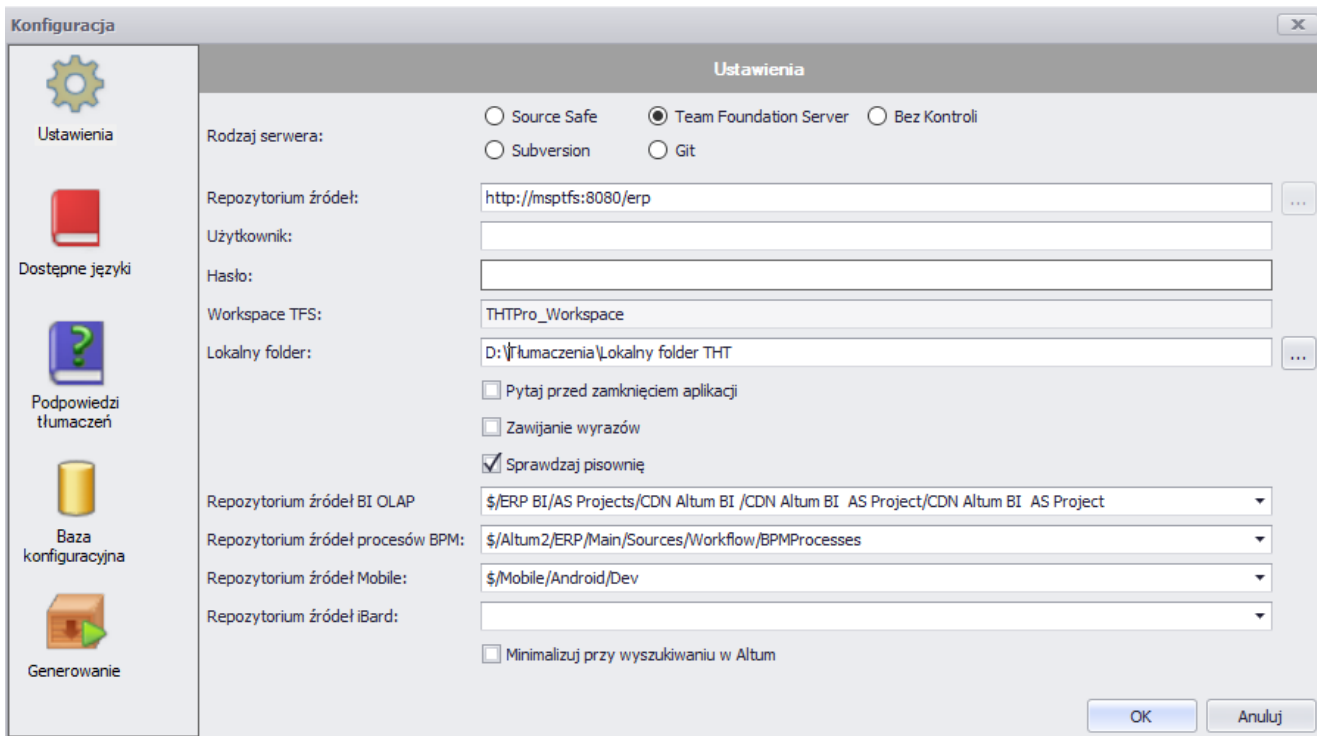 Konfiguracja
Ustawienia
Dostępne języki
Podpowiedzi
tłumaczeń
Baza
konfiguracyjna
Generowanie
Ustawienia
Rodzaj serwera:
Source Safe Team Foundation Server Bez Kontroli
Subversion Git
Repozytorium źródeł: http://msptfs:8080/erp ...
Użytkownik:
Hasło:
Workspace TFS: THTPro_Workspace
Lokalny folder: D:\Tłumaczenia\Lokalny folder THT ...
Pytaj przed zamknięciem aplikacji
Zawijanie wyrazów
Sprawdzaj pisownię
Repozytorium źródeł BI OLAP $/ERP BI/AS Projects/CDN Altum BI /CDN Altum BI AS Project/CDN Altum BI AS Project
Repozytorium źródeł procesów BPM: $/Altum2/ERP/Main/Sources/Workflow/BPMProcesses
Repozytorium źródeł Mobile: $/Mobile/Android/Dev
Repozytorium źródeł iBard:
Minimalizuj przy wyszukiwaniu w Altum
OK Anuluj